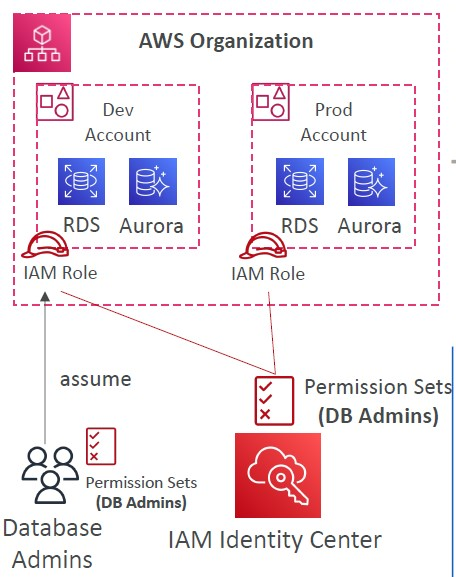 AWS Organization
Dev
Account
RDS
Aurora
IAM Role
Prod
Account
RDS
Aurora
IAM Role
assume
Permission Sets
(DB Admins)
Permission Sets
(DB Admins)
Database
Admins
IAM Identity Center